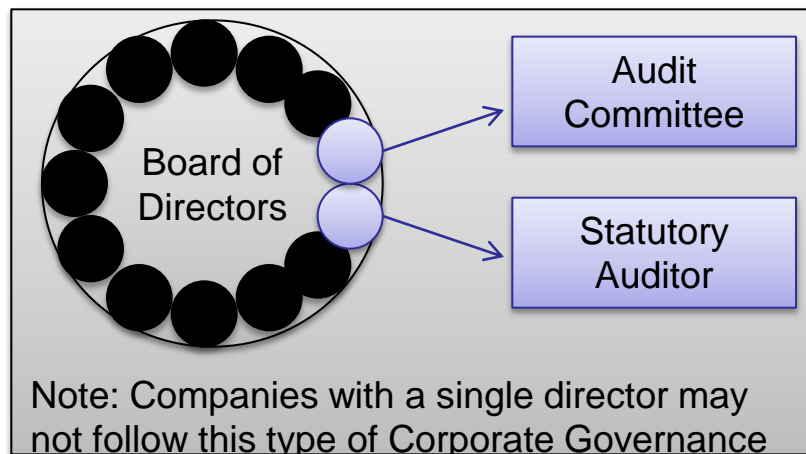 Board of
Directors
Audit
Committee
Statutory
Auditor
Note: Companies with a single director may
not follow this type of Corporate Governance